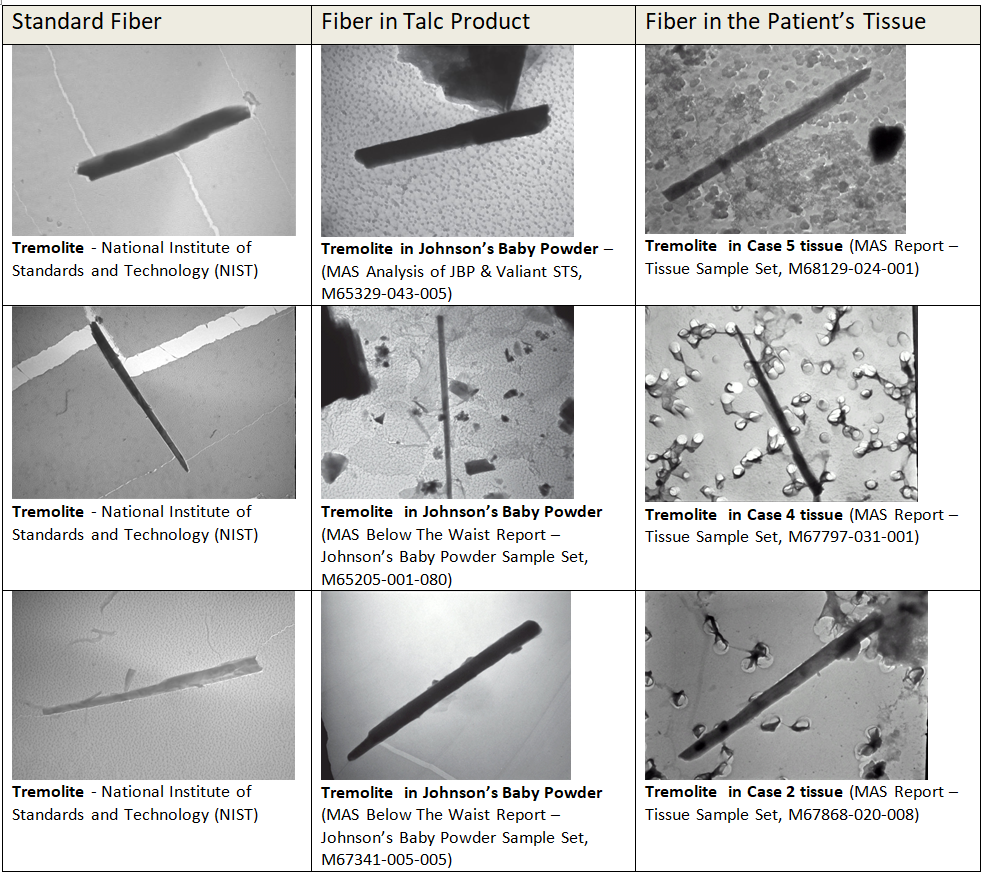 Standard Fiber
Fiber in Talc Product
Fiber in the Patient's Tissue
Tremolite - National Institute of
Standards and Technology (NIST)
Tremolite in Johnson's Baby Powder –
(MAS Analysis of JBP & Valiant STS,
M65329-043-005)
Tremolite in Case 5 tissue (MAS Report –
Tissue Sample Set, M68129-024-001)
Tremolite - National Institute of
Standards and Technology (NIST)
Tremolite in Johnson's Baby Powder
(MAS Below The Waist Report –
Johnson's Baby Powder Sample Set,
M65205-001-080)
Tremolite in Case 4 tissue (MAS Report –
Tissue Sample Set, M67797-031-001)
Tremolite - National Institute of
Standards and Technology (NIST)
Tremolite in Johnson's Baby Powder
(MAS Below The Waist Report –
Johnson's Baby Powder Sample Set,
M67341-005-005)
Tremolite in Case 2 tissue (MAS Report –
Tissue Sample Set, M67868-020-008)